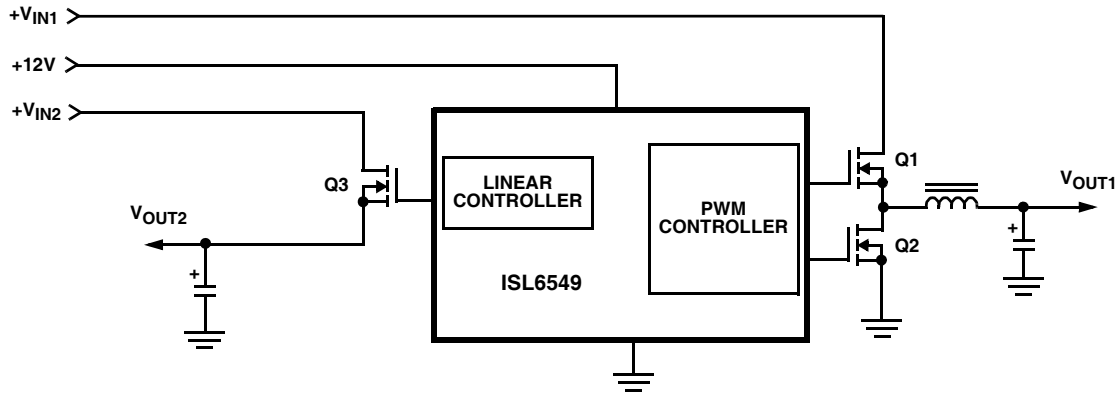 +VIN1
+12V
+VIN2
Q3
LINEAR
CONTROLLER
PWM
CONTROLLER
Q1
VOUT1
VOUT2
+
Q2
+
ISL6549